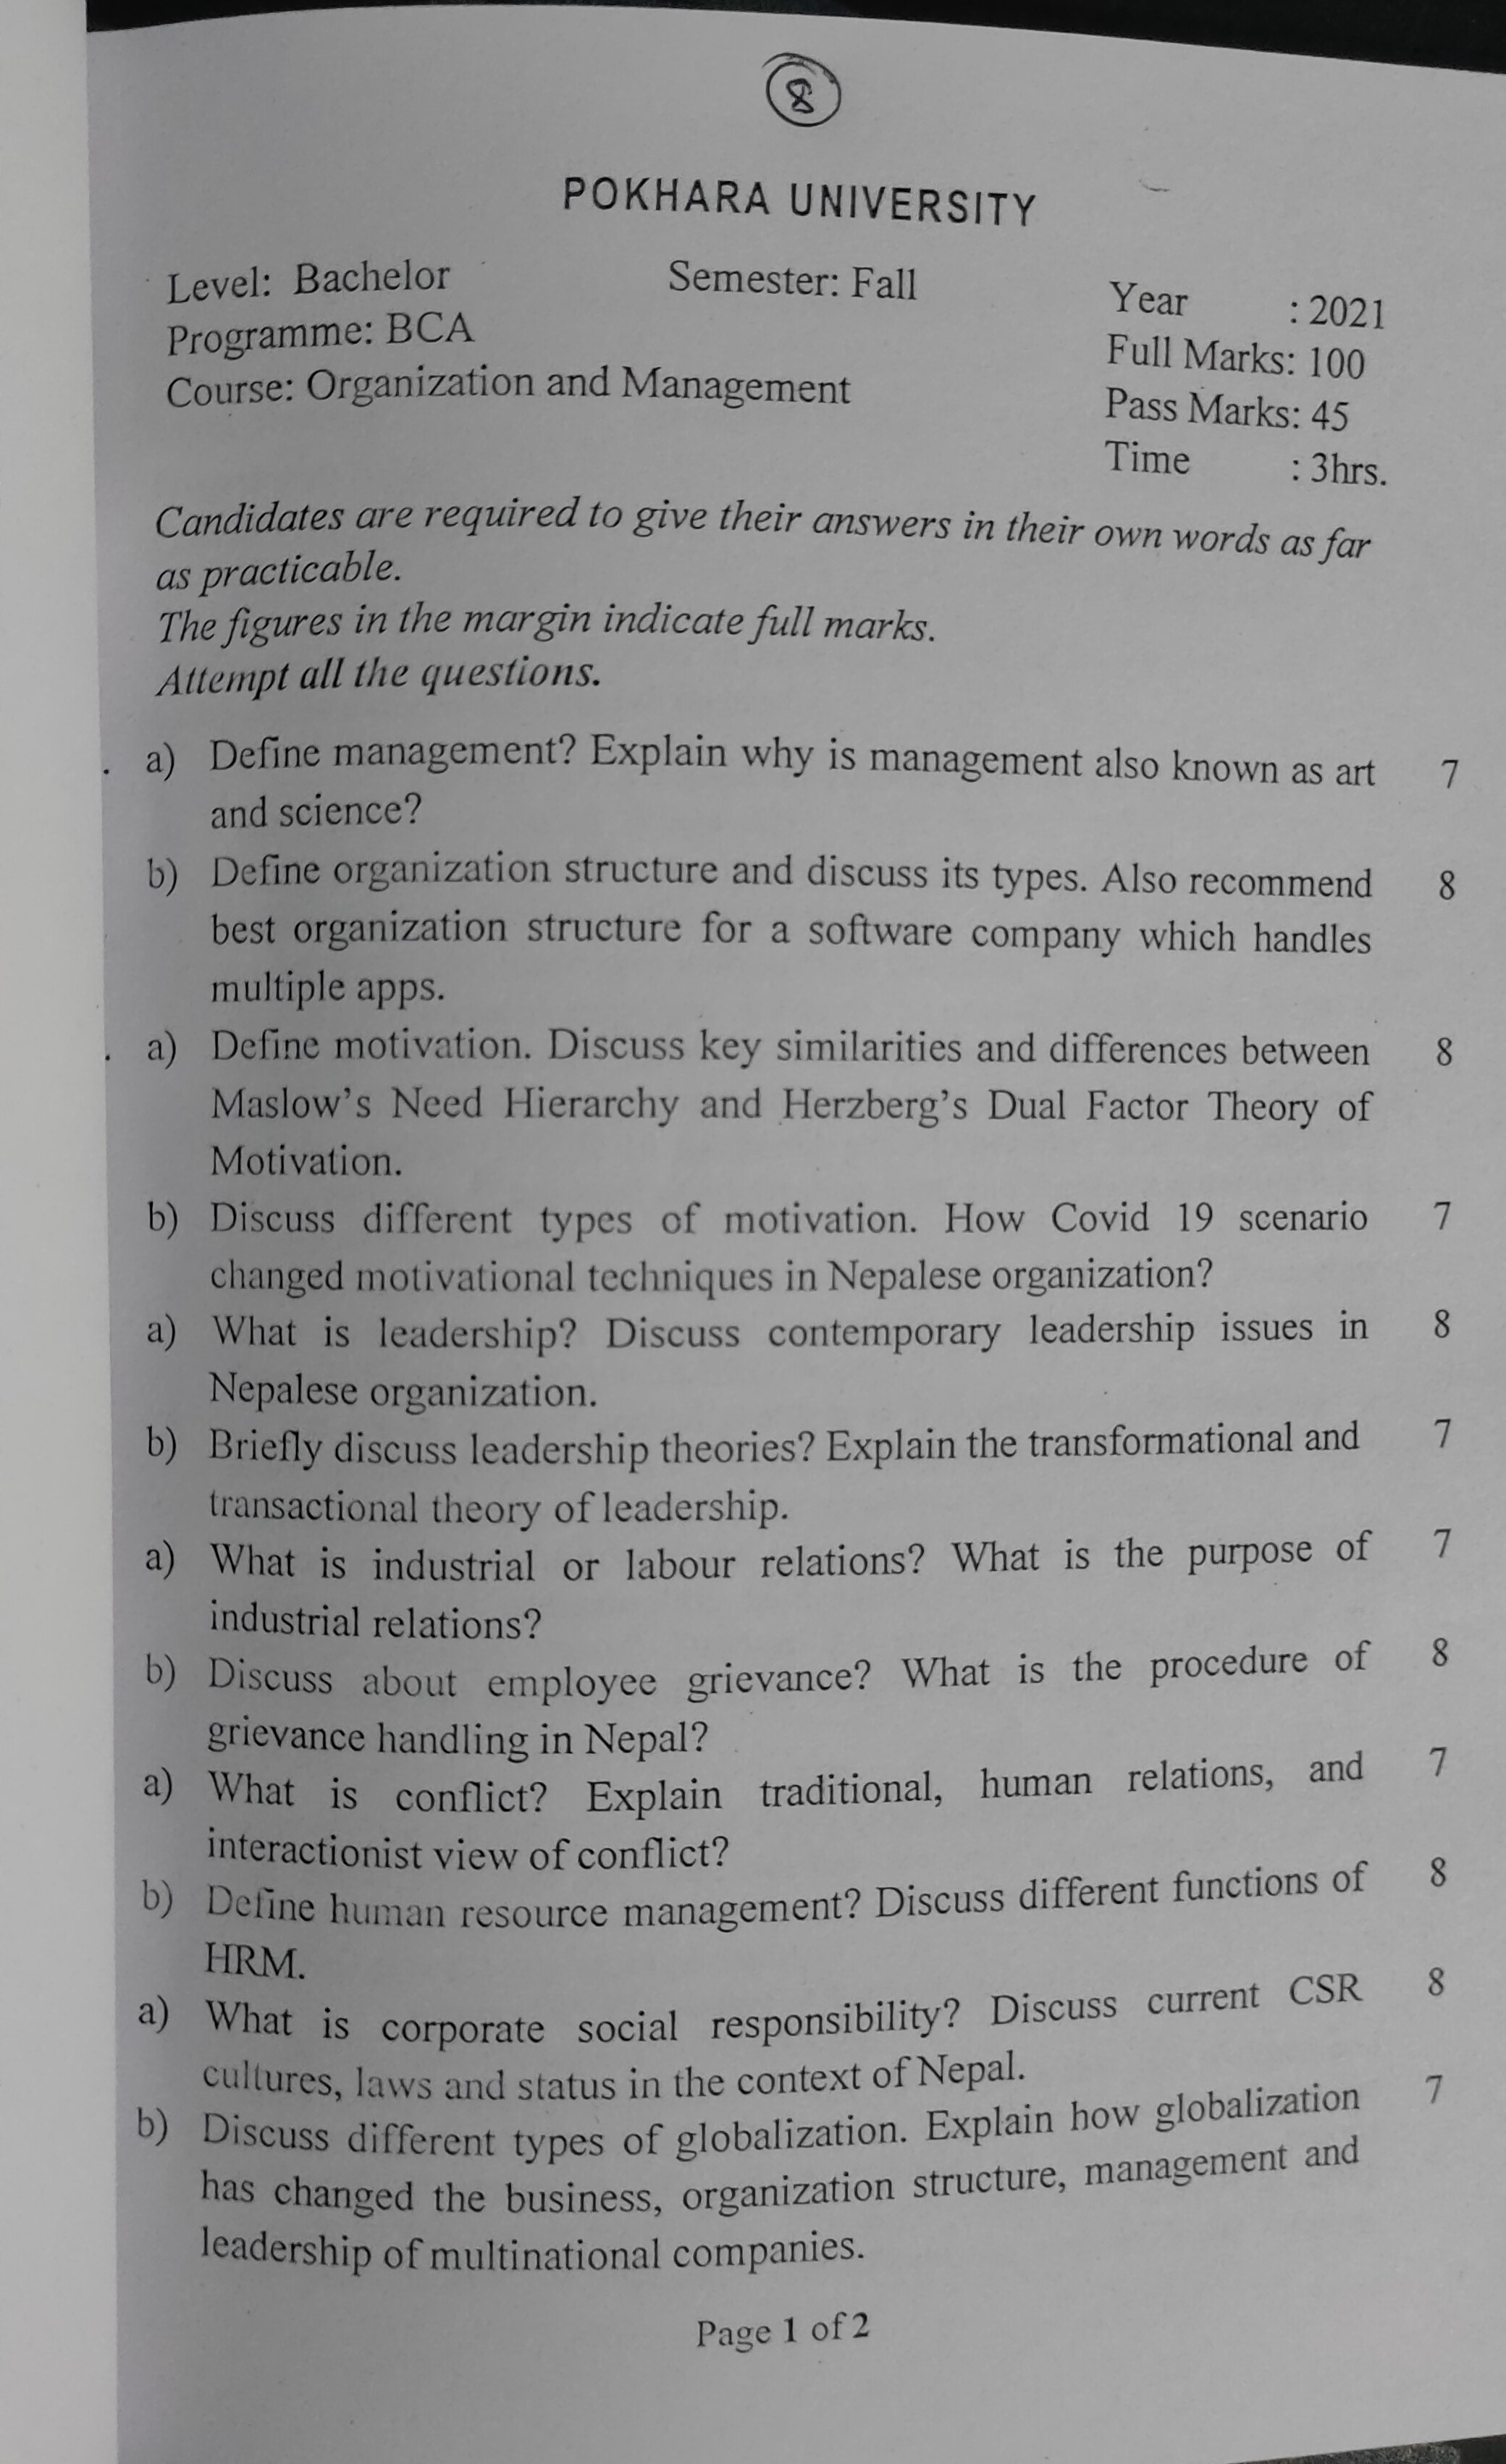 8
POKHARA UNIVERSITY
Level: Bachelor Semester: Fall Year : 2021
Programme: BCA Full Marks: 100
Course: Organization and Management Pass Marks: 45
Time : 3hrs.
Candidates are required to give their answers in their own words as far
as practicable.
The figures in the margin indicate full marks.
Attempt all the questions.
. a) Define management? Explain why is management also known as art 7
and science?
b) Define organization structure and discuss its types. Also recommend 8
best organization structure for a software company which handles
multiple apps.
. a) Define motivation. Discuss key similarities and differences between 8
Maslow's Need Hierarchy and Herzberg's Dual Factor Theory of
Motivation.
b) Discuss different types of motivation. How Covid 19 scenario 7
changed motivational techniques in Nepalese organization?
a) What is leadership? Discuss contemporary leadership issues in 8
Nepalese organization.
b) Briefly discuss leadership theories? Explain the transformational and 7
transactional theory of leadership.
a) What is industrial or labour relations? What is the purpose of 7
industrial relations?
b) Discuss about employee grievance? What is the procedure of 8
grievance handling in Nepal?
a) What is conflict? Explain traditional, human relations, and 7
interactionist view of conflict?
b) Define human resource management? Discuss different functions of 8
HRM.
a) What is corporate social responsibility? Discuss current CSR 8
cultures, laws and status in the context of Nepal.
b) Discuss different types of globalization. Explain how globalization 7
has changed the business, organization structure, management and
leadership of multinational companies.
Page 1 of 2